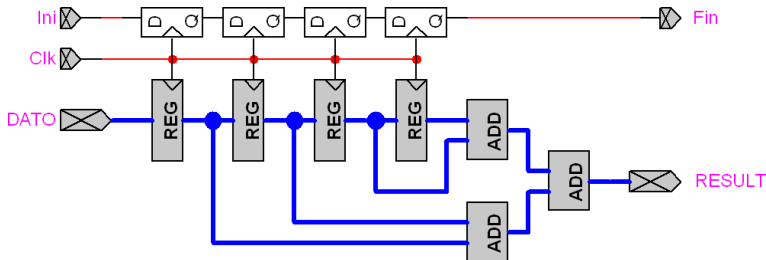 Ini D Q D Q D Q D Q Fin
Clk
DATO REG REG REG REG ADD
ADD RESULT
ADD